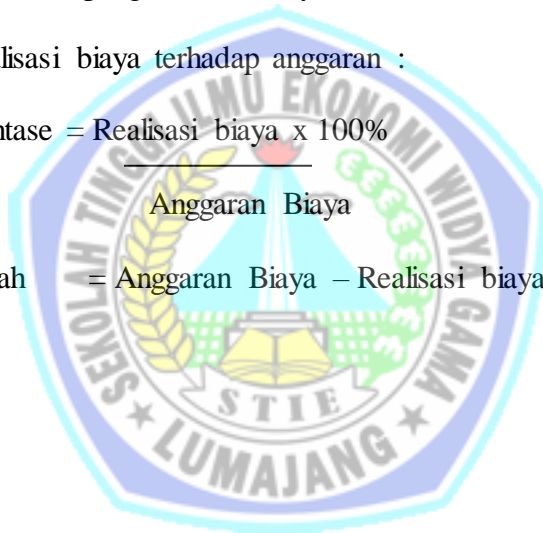 alisasi biaya terhadap anggaran :
ntase = Realisasi biaya x 100%
Anggaran Biaya
ah = Anggaran Biaya – Realisasi biaya
SEKOLAH TINGGI ILMU EKONOMI WIDYA GAMA
STIE
LUMAJANG